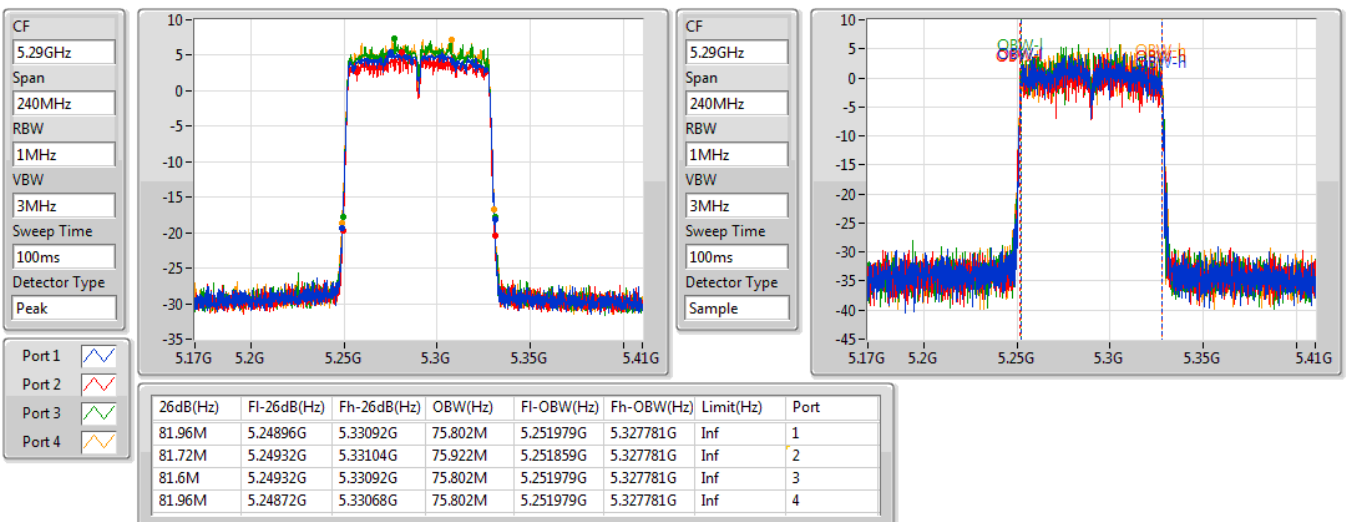 CF
5.29GHz
Span
240MHz
RBW
1MHz
VBW
3MHz
Sweep Time
100ms
Detector Type
Peak
10
5
0
-5
-10
-15
-20
-25
-30
-35
5.17G 5.2G 5.25G 5.3G 5.35G 5.41G
CF
5.29GHz
Span
240MHz
RBW
1MHz
VBW
3MHz
Sweep Time
100ms
Detector Type
Sample
10
5
0
-5
-10
-15
-20
-25
-30
-35
-40
-45
OBW-l
OBW-h
5.17G 5.2G 5.25G 5.3G 5.35G 5.41G
Port 1
Port 2
Port 3
Port 4
26dB(Hz) Fl-26dB(Hz) Fh-26dB(Hz) OBW(Hz) Fl-OBW(Hz) Fh-OBW(Hz) Limit(Hz) Port
81.96M 5.24896G 5.33092G 75.802M 5.251979G 5.327781G Inf 1
81.72M 5.24932G 5.33104G 75.922M 5.251859G 5.327781G Inf 2
81.6M 5.24932G 5.33092G 75.802M 5.251979G 5.327781G Inf 3
81.96M 5.24872G 5.33068G 75.802M 5.251979G 5.327781G Inf 4